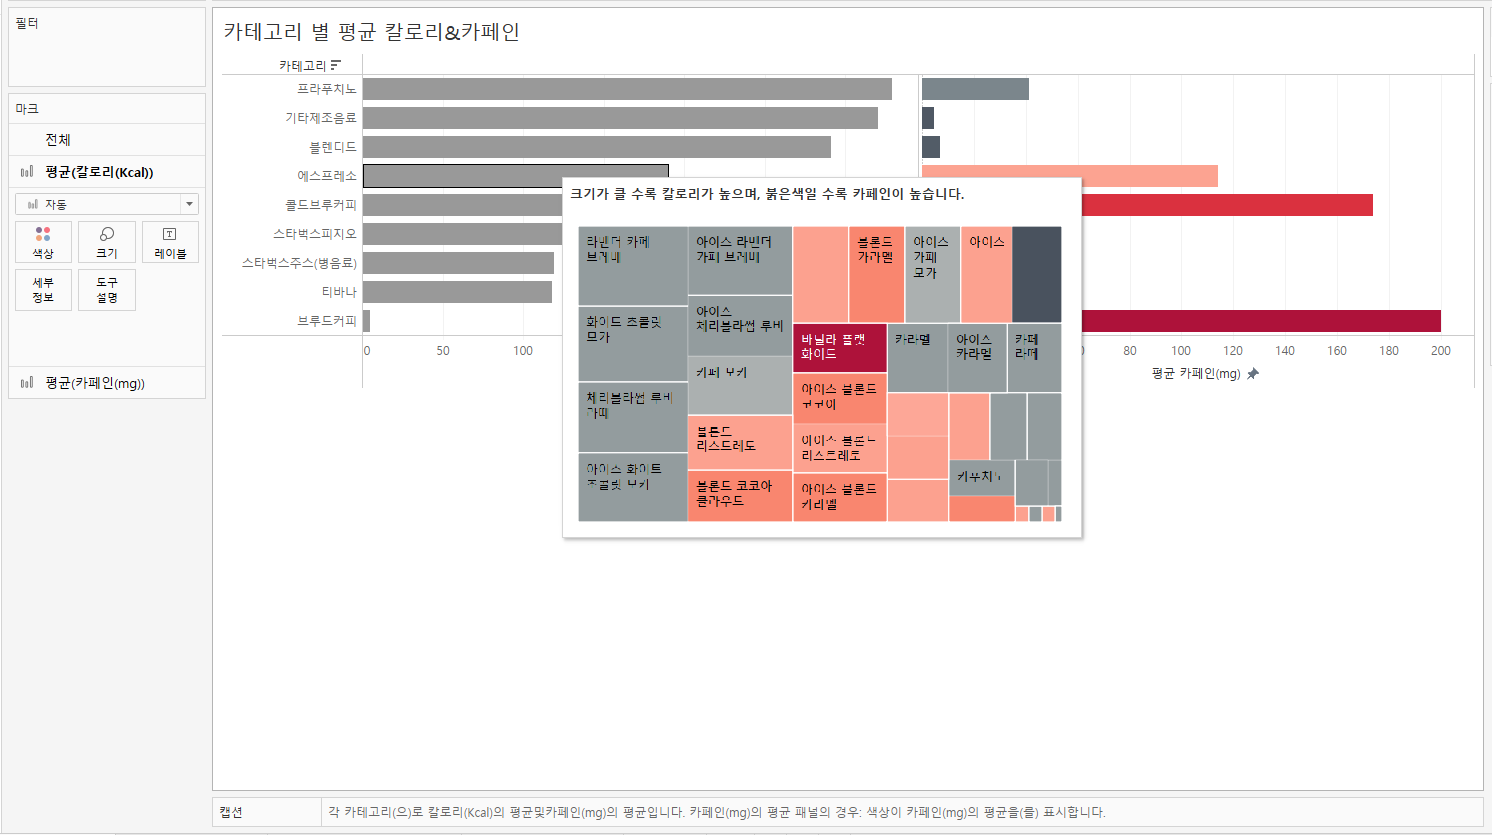 필터
마크
전체
평균(칼로리(Kcal))
자동
색상
크기
레이블
세부
정보
도구
설명
평균(카페인(mg))
카테고리 별 평균 칼로리&카페인
카테고리
프라푸치노
기타제조음료
블렌디드
에스프레소
콜드브루커피
스타벅스피지오
스타벅스주스(병음료)
티바나
브루드커피
0 50 100
80 100 120 140 160 180 200
평균 카페인(mg)
크기가 클 수록 칼로리가 높으며, 붉은색일 수록 카페인이 높습니다.
라벤더 카페
브레베
화이트 초콜릿
모카
체리블라썸 루비
라떼
아이스 화이트
초콜릿 모카
아이스 라벤더
카페 브레베
아이스
체리블라썸 루비
카페 모카
블론드
리스트레토
블론드 코코아
클라우드
블론드
카라멜
아이스
카페
모카
아이스
바닐라 플랫
화이트
아이스 블론드
코코아
아이스 블론드
리스트레토
아이스 블론드
카라멜
카라멜
아이스
카라멜
카페
라떼
카푸치노
캡션
각 카테고리(으)로 칼로리(Kcal)의 평균및카페인(mg)의 평균입니다. 카페인(mg)의 평균 패널의 경우: 색상이 카페인(mg)의 평균을(를) 표시합니다.